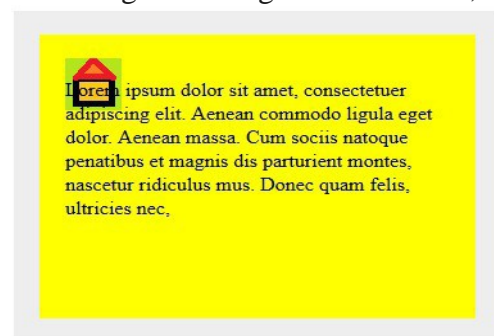 Lorem ipsum dolor sit amet, consectetuer
adipiscing elit. Aenean commodo ligula eget
dolor. Aenean massa. Cum sociis natoque
penatibus et magnis dis parturient montes,
nascetur ridiculus mus. Donec quam felis,
ultricies nec,